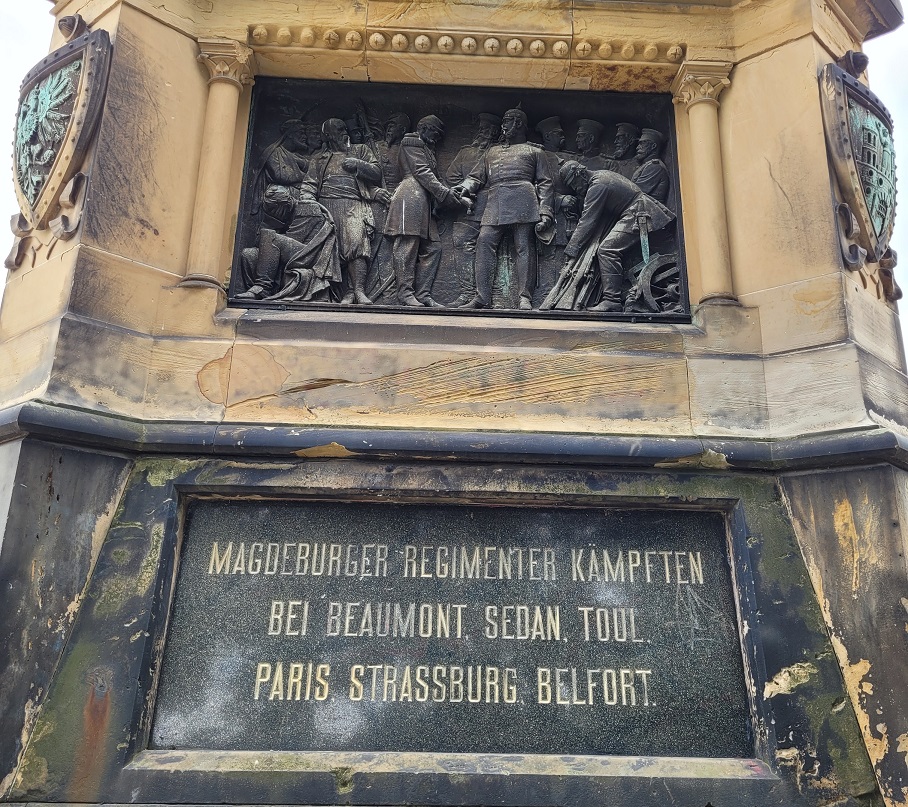 MAGDEBURGER REGIMENTER KÄMPFTEN
BEI BEAUMONT. SEDAN. TOUL.
PARIS. STRASSBURG. BELFORT.